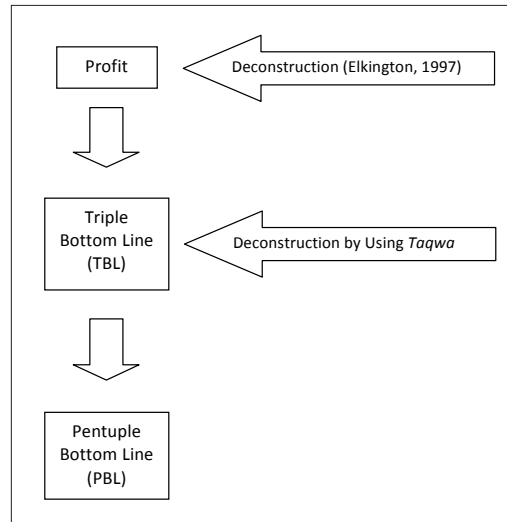 Profit
Deconstruction (Elkington, 1997)
Triple
Bottom Line
(TBL)
Deconstruction by Using Taqwa
Pentuple
Bottom Line
(PBL)